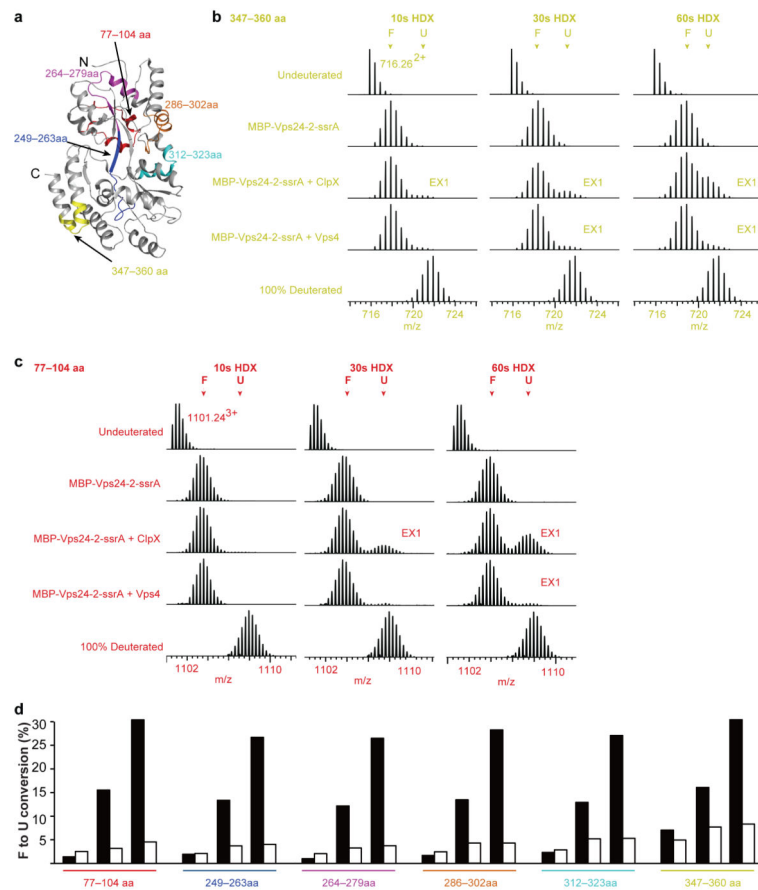 a
77–104 aa
N
264–279aa
286–302aa
249–263aa
312–323aa
C
347–360 aa
b
347–360 aa
10s HDX 30s HDX 60s HDX
F U F U F U
716.26²⁺
Undeuterated
MBP-Vps24-2-ssrA
MBP-Vps24-2-ssrA + ClpX EX1 EX1 EX1
MBP-Vps24-2-ssrA + Vps4 EX1 EX1
100% Deuterated
716 720 724 716 720 724 716 720 724
m/z m/z m/z
c
77–104 aa
10s HDX 30s HDX 60s HDX
F U F U F U
1101.24³⁺
Undeuterated
MBP-Vps24-2-ssrA
MBP-Vps24-2-ssrA + ClpX EX1 EX1
MBP-Vps24-2-ssrA + Vps4 EX1
100% Deuterated
1102 1110 1102 1110 1102 1110
m/z m/z m/z
d
F to U conversion (%)
30
25
20
15
10
5
77–104 aa 249–263aa 264–279aa 286–302aa 312–323aa 347–360 aa